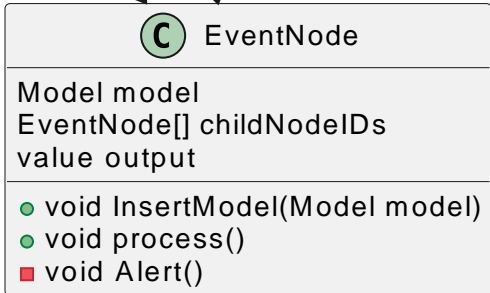 C EventNode
Model model
EventNode[] childNodeIDs
value output
void InsertModel(Model model)
void process()
void Alert()